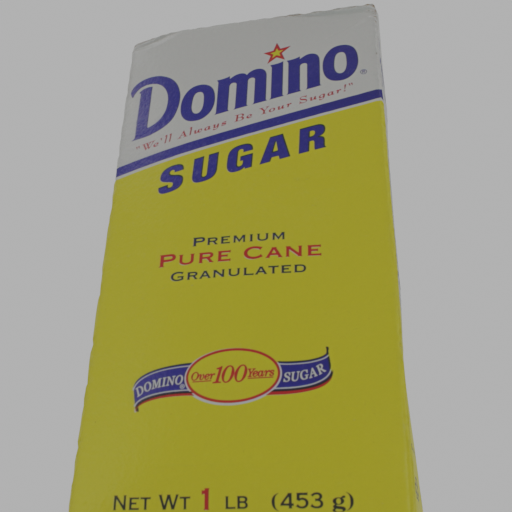 Domino®
"We'll Always Be Your Sugar!"
SUGAR
PREMIUM
PURE CANE
GRANULATED
DOMINO® Over 100 Years SUGAR
NET WT 1 LB (453 g)